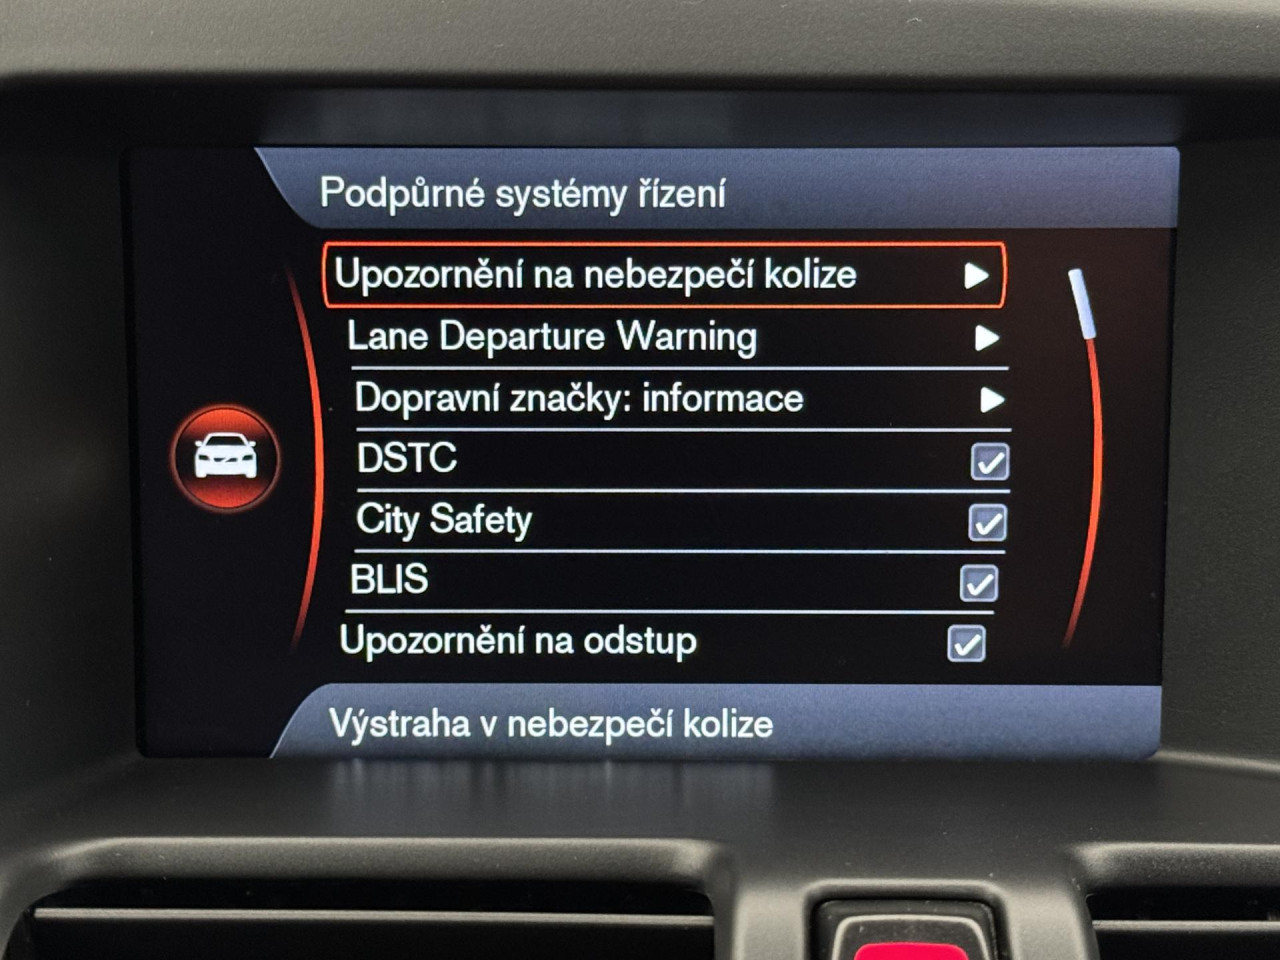 Podpůrné systémy řízení
Upozornění na nebezpečí kolize
Lane Departure Warning
Dopravní značky: informace
DSTC
City Safety
BLIS
Upozornění na odstup
Výstraha v nebezpečí kolize